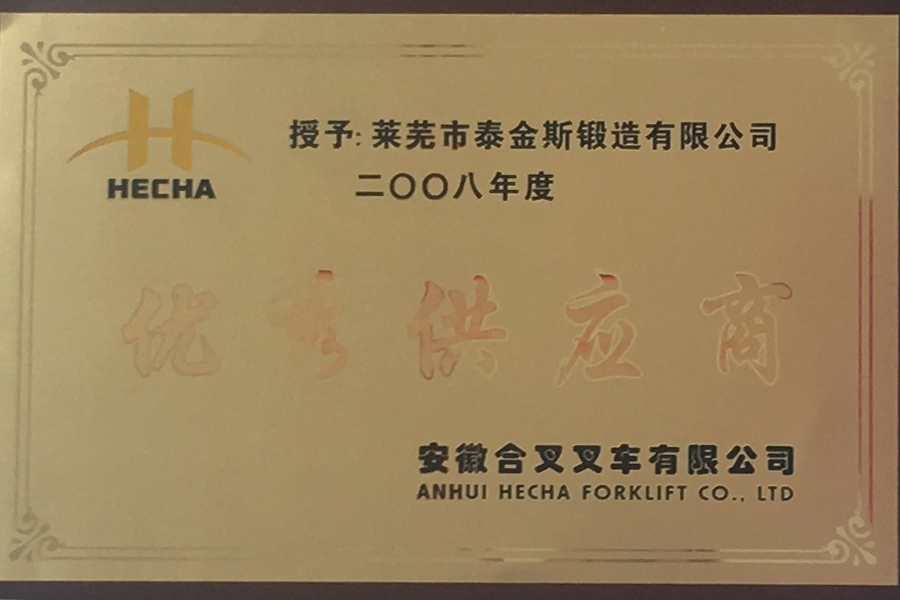 HECHA
授予: 莱芜市泰金斯锻造有限公司
二〇〇八年度
优秀供应商
安徽合叉叉车有限公司
ANHUI HECHA FORKLIFT CO., LTD